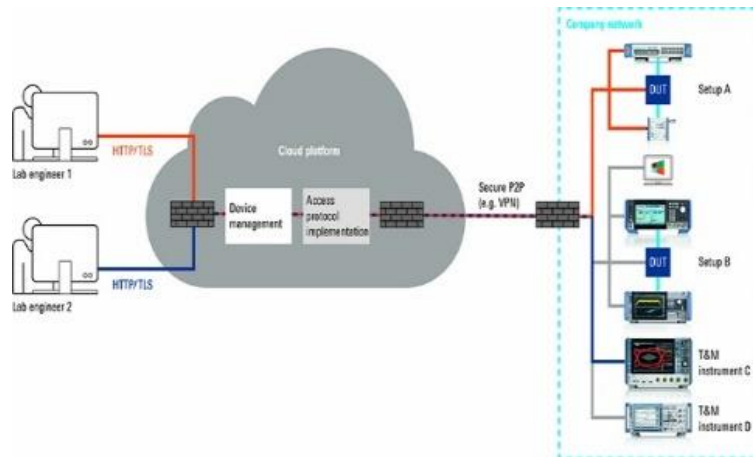 Company network
Setup A
DUT
Cloud platform
HTTP/TLS
Lab engineer 1
Device
management
Access
protocol
implementation
Secure P2P
(e.g. VPN)
DUT
Setup B
HTTP/TLS
Lab engineer 2
T&M
instrument C
T&M
instrument D